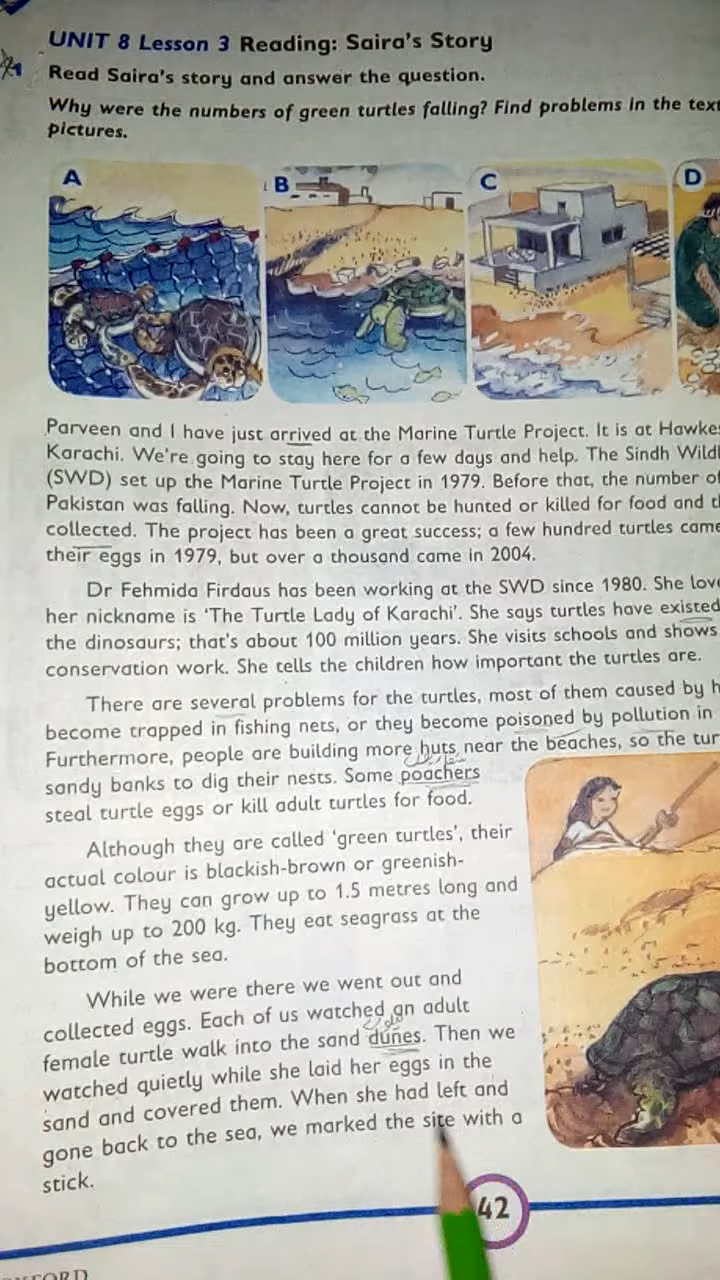 UNIT 8 Lesson 3 Reading: Saira's Story
Read Saira's story and answer the question.
Why were the numbers of green turtles falling? Find problems in the text
pictures.
A B C D
Parveen and I have just arrived at the Marine Turtle Project. It is at
Karachi. We're going to stay here for a few days and help. The Sindh
(SWD) set up the Marine Turtle Project in 1979. Before that, the number of
Pakistan was falling. Now, turtles cannot be hunted or killed for food and
collected. The project has been a great success; a few hundred turtles came
their eggs in 1979, but over a thousand came in 2004.
Dr Fehmida Firdaus has been working at the SWD since 1980. She
her nickname is 'The Turtle Lady of Karachi'. She says turtles have existed
the dinosaurs; that's about 100 million years. She visits schools and shows
conservation work. She tells the children how important the turtles are.
There are several problems for the turtles, most of them caused by
become trapped in fishing nets, or they become poisoned by pollution in
Furthermore, people are building more huts near the beaches, so the
sandy banks to dig their nests. Some poachers
steal turtle eggs or kill adult turtles for food.
Although they are called 'green turtles', their
actual colour is blackish-brown or greenish-
yellow. They can grow up to 1.5 metres long and
weigh up to 200 kg. They eat seagrass at the
bottom of the sea.
While we were there we went out and
collected eggs. Each of us watched an adult
female turtle walk into the sand dunes. Then we
watched quietly while she laid her eggs in the
sand and covered them. When she had left and
gone back to the sea, we marked the site with a
stick.
42